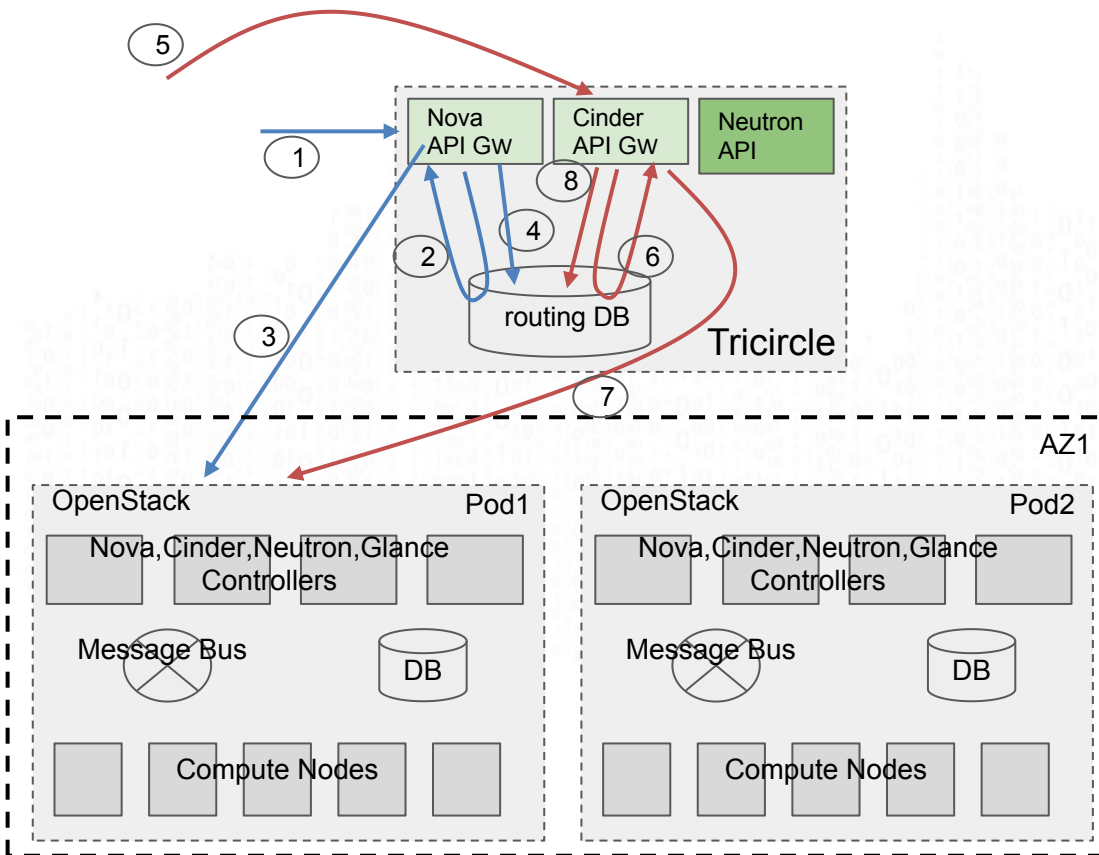 5
Nova
API GW
Cinder
API GW
Neutron
API
1
8
4
2
6
routing DB
3
Tricircle
7
AZ1
OpenStack
Pod1
Nova,Cinder,Neutron,Glance
Controllers
Message Bus
DB
Compute Nodes
OpenStack
Pod2
Nova,Cinder,Neutron,Glance
Controllers
Message Bus
DB
Compute Nodes